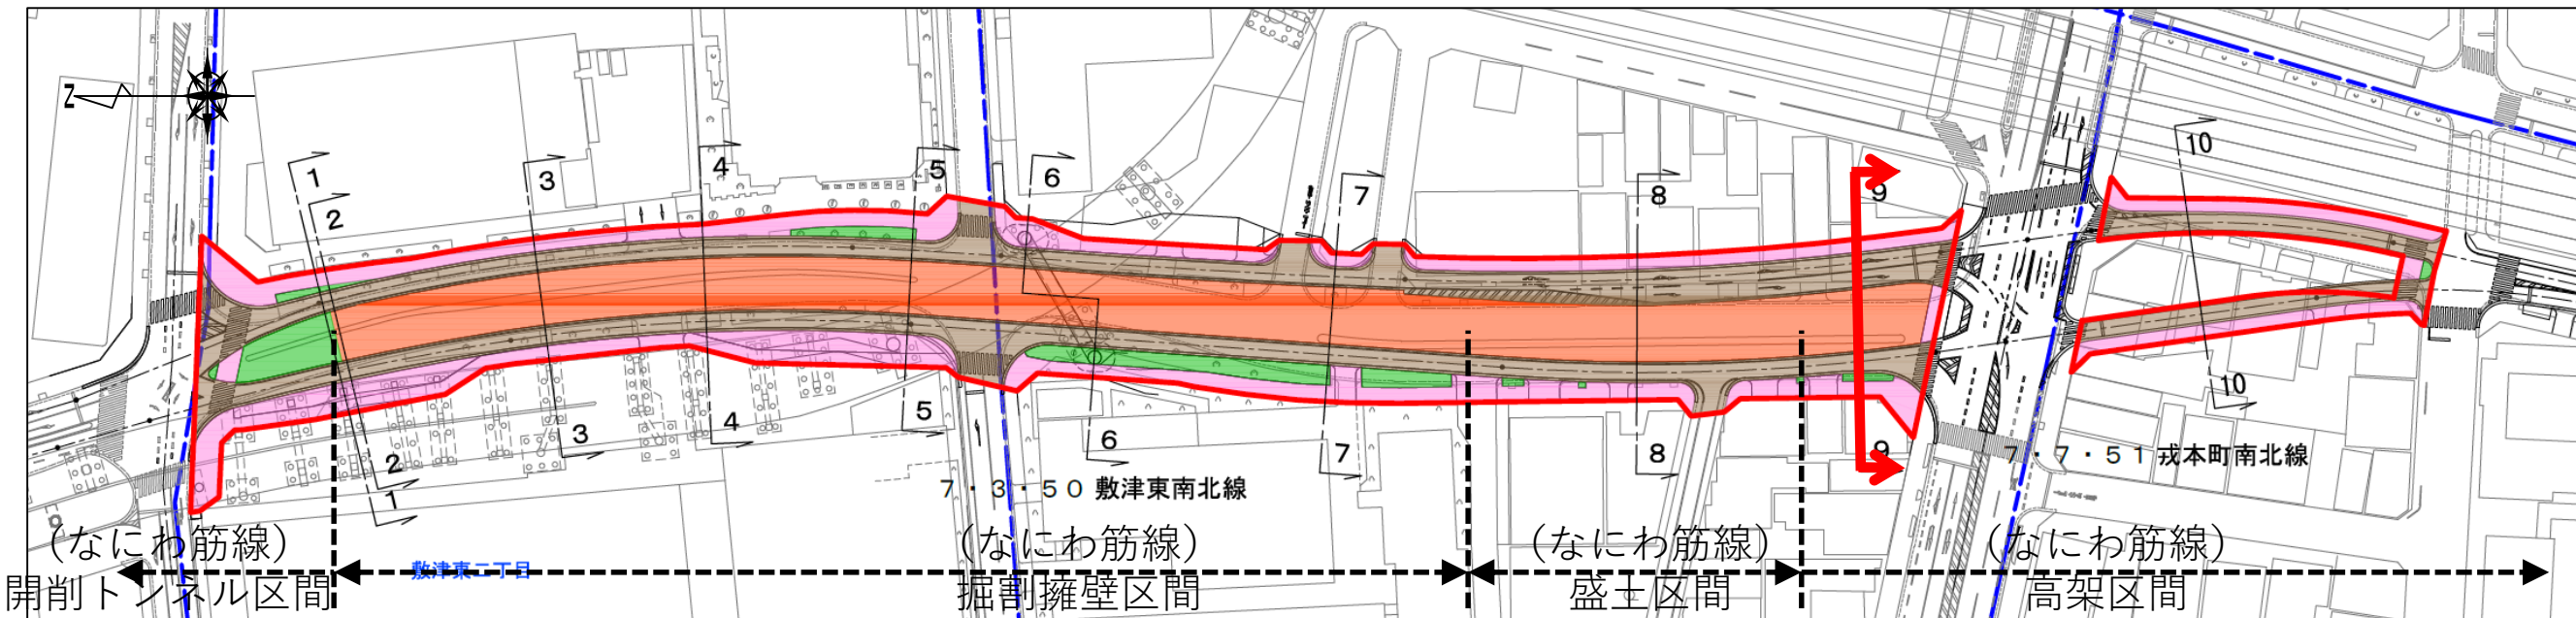 Z
1
2
3
4
5
6
7
8
9
10
1
2
3
4
5
6
7
8
9
10
7・3・50 敷津東南北線
7・7・51 戎本町南北線
敷津東二丁目
(なにわ筋線)
開削トンネル区間
(なにわ筋線)
掘割擁壁区間
(なにわ筋線)
盛土区間
(なにわ筋線)
高架区間